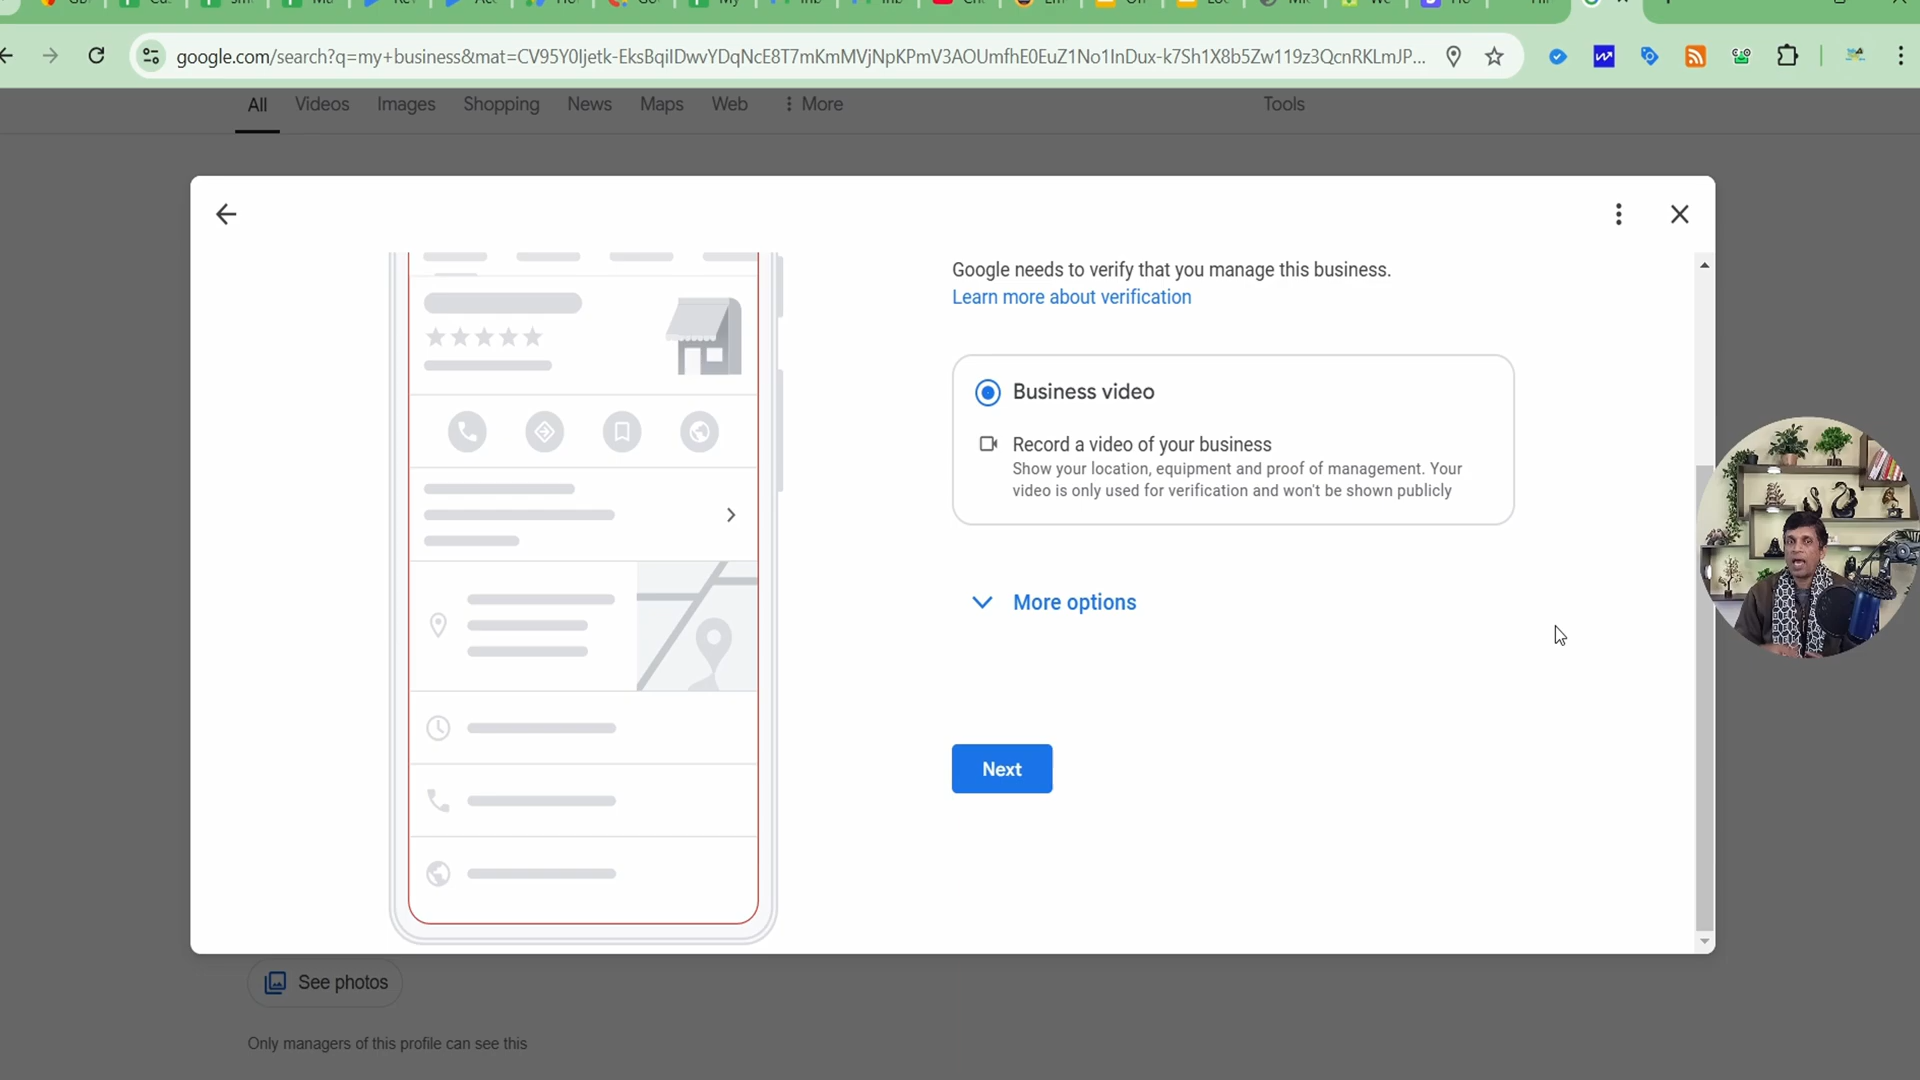 google.com/search?q=my+business&mat=CV95Y0Ijetk-EksBqiIDwvYDqNcE8T7mKmMVjNpKPmV3AOUmfhE0EuZ1No1InDux-k7Sh1X8b5Zw119z3QcnRKLmJP...
All Videos Images Shopping News Maps Web More Tools
Google needs to verify that you manage this business.
Learn more about verification
Business video
Record a video of your business
Show your location, equipment and proof of management. Your
video is only used for verification and won't be shown publicly
More options
Next
See photos
Only managers of this profile can see this